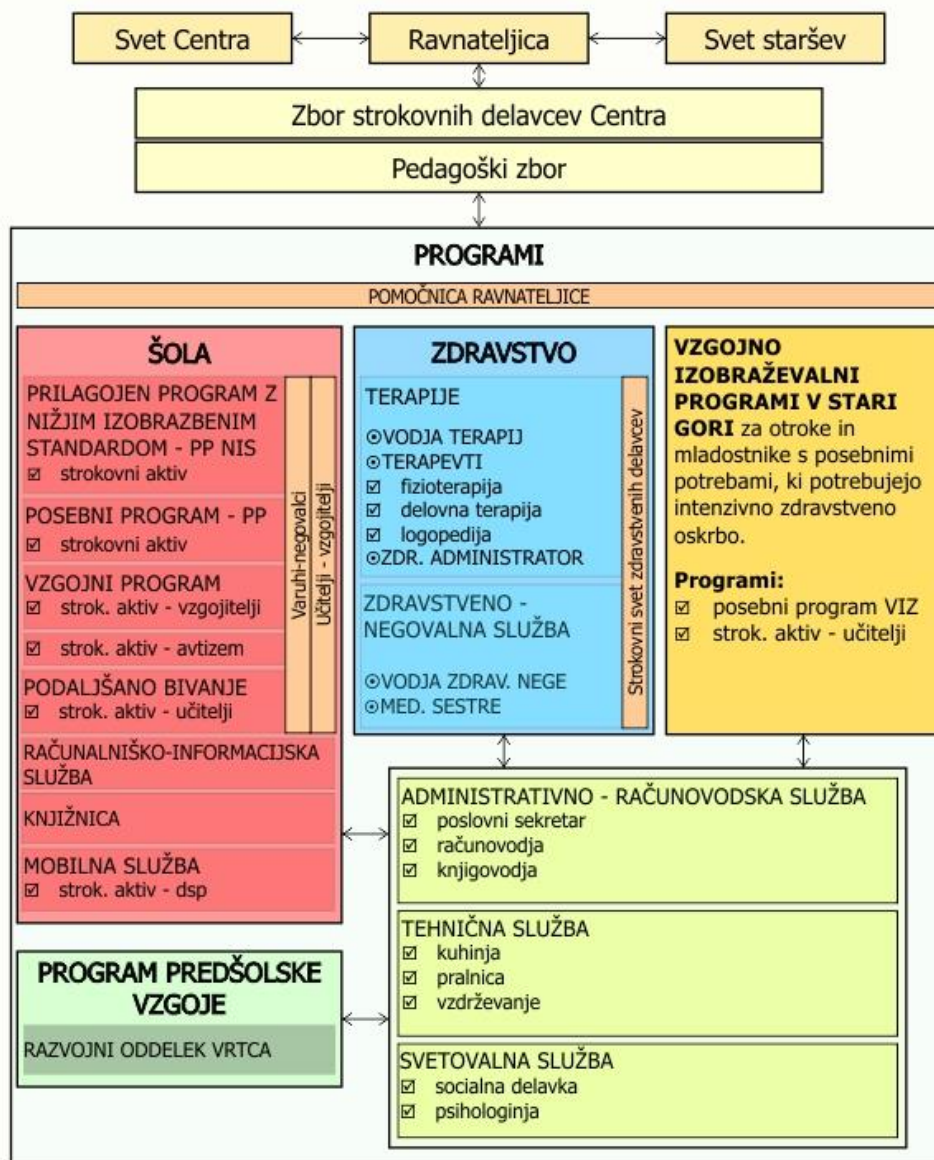 Svet Centra
Ravnateljica
Svet staršev
Zbor strokovnih delavcev Centra
Pedagoški zbor
PROGRAMI
POMOČNICA RAVNATELJICE
ŠOLA
PRILAGOJEN PROGRAM Z
NIŽJIM IZOBRAZBENIM
STANDARDOM - PP NIS
strokovni aktiv
POSEBNI PROGRAM - PP
strokovni aktiv
VZGOJNI PROGRAM
strok. aktiv - vzgojitelji
strok. aktiv - avtizem
PODALJŠANO BIVANJE
strok. aktiv - učitelji
Varuhi-negovalci
Učitelji - vzgojitelji
RAČUNALNIŠKO-INFORMACIJSKA
SLUŽBA
KNJIŽNICA
MOBILNA SLUŽBA
strok. aktiv - dsp
ZDRAVSTVO
TERAPIJE
VODJA TERAPIJ
TERAPEVTI
fizioterapija
delovna terapija
logopedija
ZDR. ADMINISTRATOR
ZDRAVSTVENO -
NEGOVALNA SLUŽBA
VODJA ZDRAV. NEGE
MED. SESTRE
Strokovni svet zdravstvenih delavcev
VZGOJNO
IZOBRAŽEVALNI
PROGRAMI V STARI
GORI za otroke in
mladostnike s posebnimi
potrebami, ki potrebujejo
intenzivno zdravstveno
oskrbo.
Programi:
posebni program VIZ
strok. aktiv - učitelji
ADMINISTRATIVNO - RAČUNOVODSKA SLUŽBA
poslovni sekretar
računovodja
knjigovodja
TEHNIČNA SLUŽBA
kuhinja
pralnica
vzdrževanje
SVETOVALNA SLUŽBA
socialna delavka
psihologinja
PROGRAM PREDŠOLSKE
VZGOJE
RAZVOJNI ODDELEK VRTCA